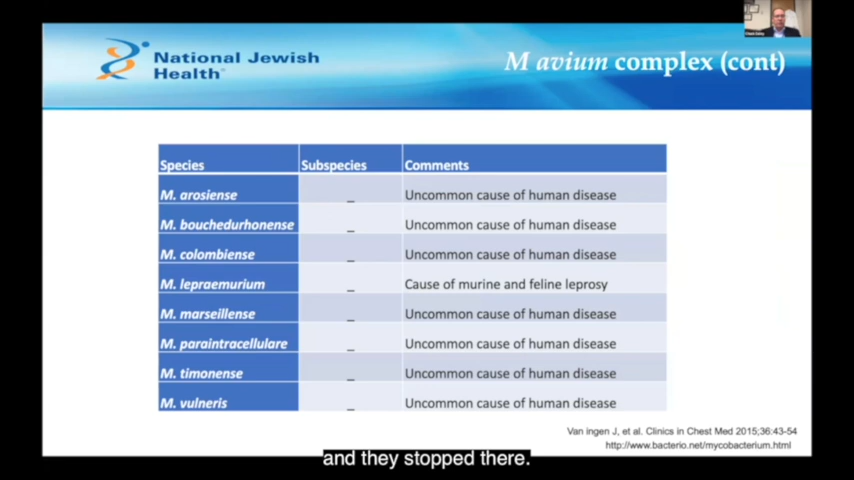 National Jewish
Health®
M avium complex (cont)
Species Subspecies Comments
M. arosiense _ Uncommon cause of human disease
M. bouchedurhonense _ Uncommon cause of human disease
M. colombiense _ Uncommon cause of human disease
M. lepraemurium _ Cause of murine and feline leprosy
M. marseillense _ Uncommon cause of human disease
M. paraintracellulare _ Uncommon cause of human disease
M. timonense _ Uncommon cause of human disease
M. vulneris _ Uncommon cause of human disease
Van ingen J, et al. Clinics in Chest Med 2015;36:43-54
http://www.bacterio.net/mycobacterium.html
and they stopped there.